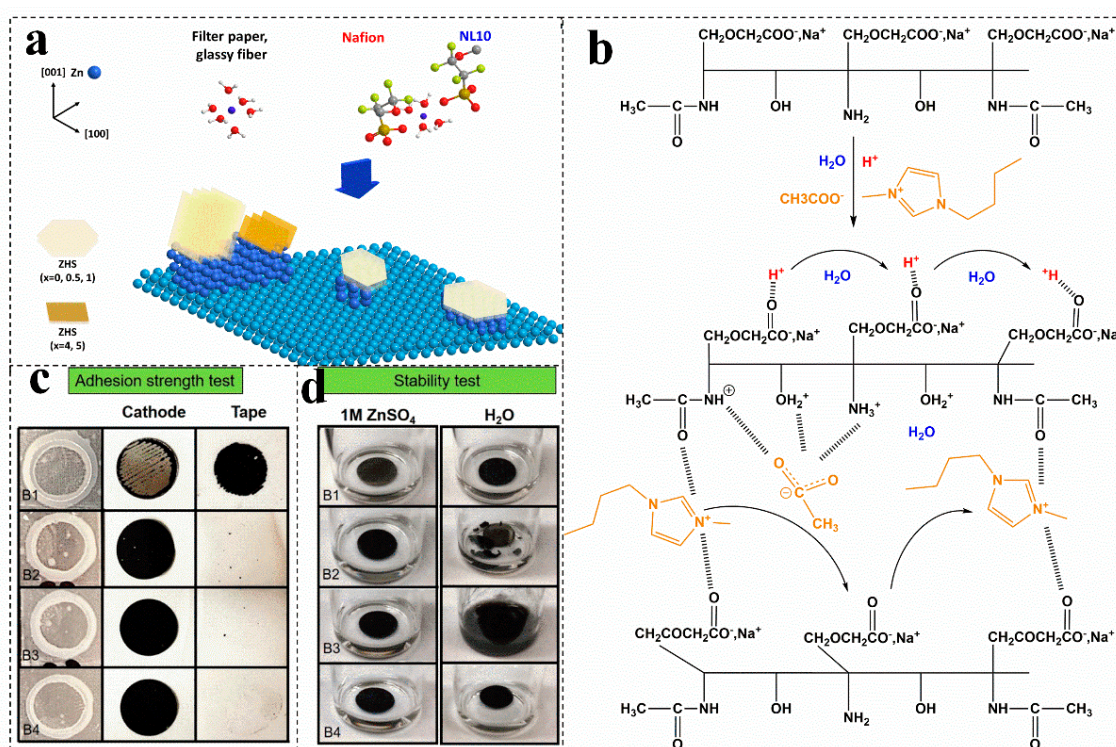 a
Filter paper,
glassy fiber
Nafion
NL10
[001]
Zn
[100]
ZHS
(x=0, 0.5, 1)
ZHS
(x=4, 5)
b
CH₂OCH₂COO⁻,Na⁺ CH₂OCH₂COO⁻,Na⁺ CH₂OCH₂COO⁻,Na⁺
H₃C NH OH NH₂ OH NH CH₃
O O
H₂O H⁺
CH3COO⁻ N⁺ N
H⁺ H₂O H⁺ H₂O ⁺H
O O O
CH₂OCH₂CO⁻,Na⁺ CH₂OCH₂CO⁻,Na⁺ CH₂OCH₂CO⁻,Na⁺
H₃C NH OH₂⁺ NH₃⁺ OH₂⁺ NH CH₃
O H₂O O
O C O
CH₃
N N⁺ N N⁺
O O O
CH₂COCH₂CO⁻,Na⁺ CH₂OCH₂CO⁻,Na⁺ CH₂COCH₂CO⁻,Na⁺
H₃C NH OH NH₂ OH NH CH₃
O O
c
Adhesion strength test
Cathode Tape
B1
B2
B3
B4
d
Stability test
1M ZnSO₄ H₂O
B1
B2
B3
B4